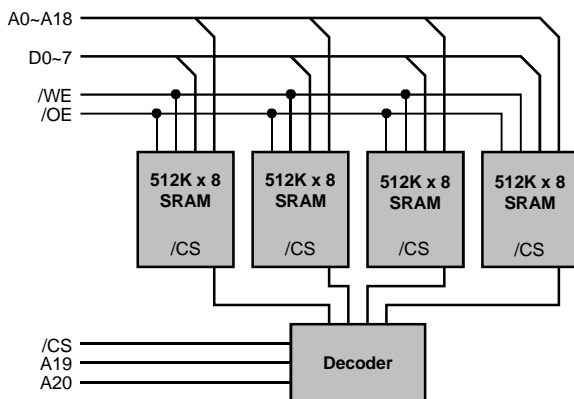 A0~A18
D0~7
/WE
/OE
512K x 8
SRAM
/CS
512K x 8
SRAM
/CS
512K x 8
SRAM
/CS
512K x 8
SRAM
/CS
/CS
A19
A20
Decoder